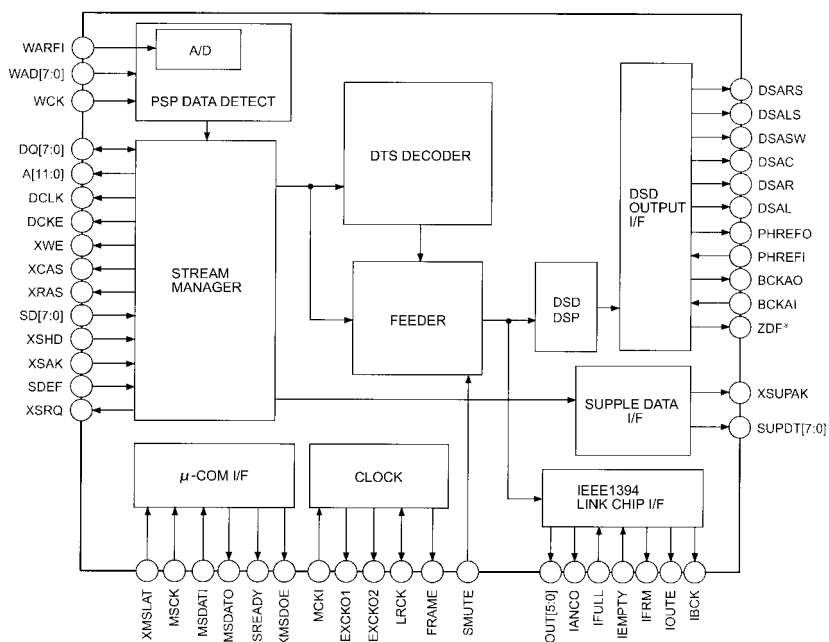 WARFI
WAD[7:0]
WCK
A/D
PSP DATA DETECT
DQ[7:0]
A[11:0]
DCLK
DCKE
XWE
XCAS
XRAS
SD[7:0]
XSHD
XSAK
SDEF
XSRQ
STREAM
MANAGER
DTS DECODER
FEEDER
DSD
DSP
DSD
OUTPUT
I/F
DSARS
DSALS
DSASW
DSAC
DSAR
DSAL
PHREFO
PHREFI
BCKAO
BCKAI
ZDF*
SUPPLE DATA
I/F
XSUPAK
SUPDT[7:0]
μ-COM I/F
CLOCK
IEEE1394
LINK CHIP I/F
XMSLAT
MSCK
MSDATi
MSDATO
SREADY
XMSDOE
MCKI
EXCKO1
EXCKO2
LRCK
FRAME
SMUTE
OUT[5:0]
IANCO
IFULL
IEMPTY
IFRM
IOUTE
IBCK